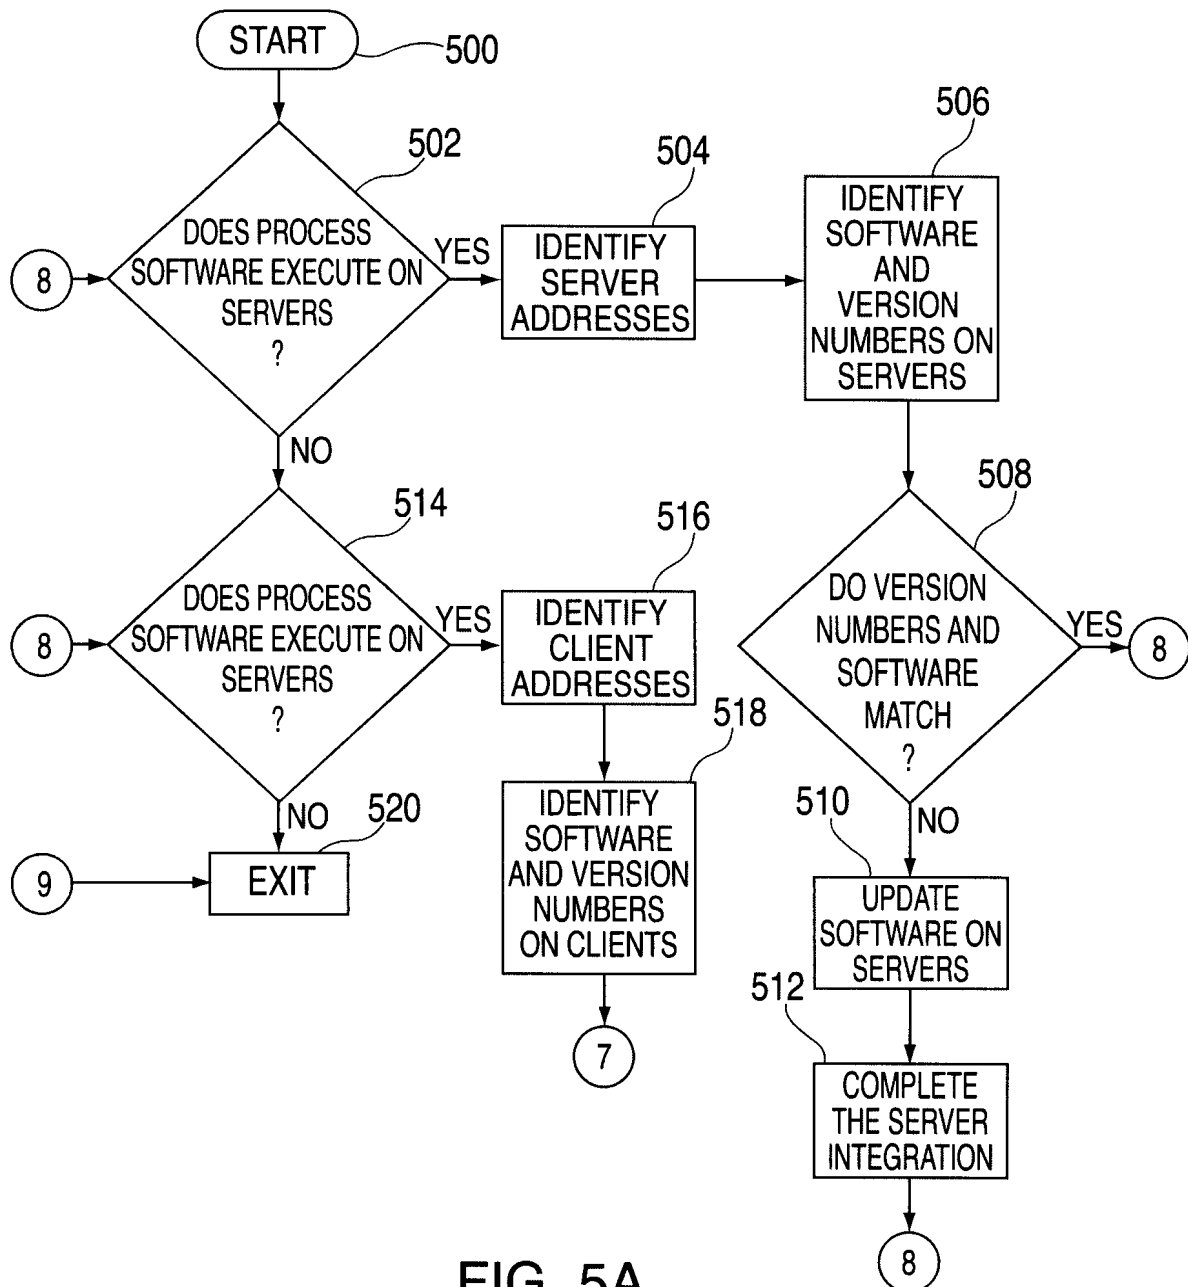 START
500
502
DOES PROCESS
SOFTWARE EXECUTE ON
SERVERS
?
8
YES
NO
504
IDENTIFY
SERVER
ADDRESSES
506
IDENTIFY
SOFTWARE
AND
VERSION
NUMBERS ON
SERVERS
508
DO VERSION
NUMBERS AND
SOFTWARE
MATCH
?
YES
8
NO
510
UPDATE
SOFTWARE ON
SERVERS
512
COMPLETE
THE SERVER
INTEGRATION
8
514
DOES PROCESS
SOFTWARE EXECUTE ON
SERVERS
?
8
YES
NO
516
IDENTIFY
CLIENT
ADDRESSES
518
IDENTIFY
SOFTWARE
AND VERSION
NUMBERS
ON CLIENTS
7
520
EXIT
9
FIG. 5A